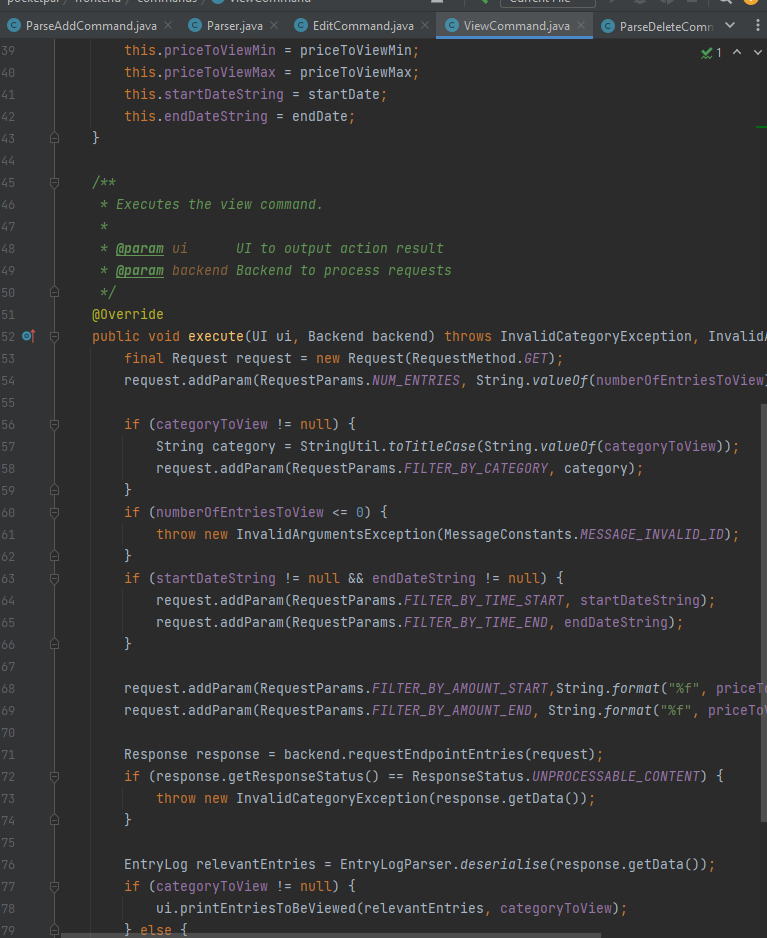 pocketpal frontend commands ViewCommand Current File
ParseAddCommand.java Parser.java EditCommand.java ViewCommand.java ParseDeleteComm
39 this.priceToViewMin = priceToViewMin;
40 this.priceToViewMax = priceToViewMax;
41 this.startDateString = startDate;
42 this.endDateString = endDate;
43 }
44
45 /**
46 * Executes the view command.
47 *
48 * @param ui UI to output action result
49 * @param backend Backend to process requests
50 */
51 @Override
52 public void execute(UI ui, Backend backend) throws InvalidCategoryException, InvalidA
53 final Request request = new Request(RequestMethod.GET);
54 request.addParam(RequestParams.NUM_ENTRIES, String.valueOf(numberOfEntriesToView)
55
56 if (categoryToView != null) {
57 String category = StringUtil.toTitleCase(String.valueOf(categoryToView));
58 request.addParam(RequestParams.FILTER_BY_CATEGORY, category);
59 }
60 if (numberOfEntriesToView <= 0) {
61 throw new InvalidArgumentsException(MessageConstants.MESSAGE_INVALID_ID);
62 }
63 if (startDateString != null && endDateString != null) {
64 request.addParam(RequestParams.FILTER_BY_TIME_START, startDateString);
65 request.addParam(RequestParams.FILTER_BY_TIME_END, endDateString);
66 }
67
68 request.addParam(RequestParams.FILTER_BY_AMOUNT_START,String.format("%f", priceTo
69 request.addParam(RequestParams.FILTER_BY_AMOUNT_END, String.format("%f", priceToV
70
71 Response response = backend.requestEndpointEntries(request);
72 if (response.getResponseStatus() == ResponseStatus.UNPROCESSABLE_CONTENT) {
73 throw new InvalidCategoryException(response.getData());
74 }
75
76 EntryLog relevantEntries = EntryLogParser.deserialise(response.getData());
77 if (categoryToView != null) {
78 ui.printEntriesToBeViewed(relevantEntries, categoryToView);
79 } else {
1